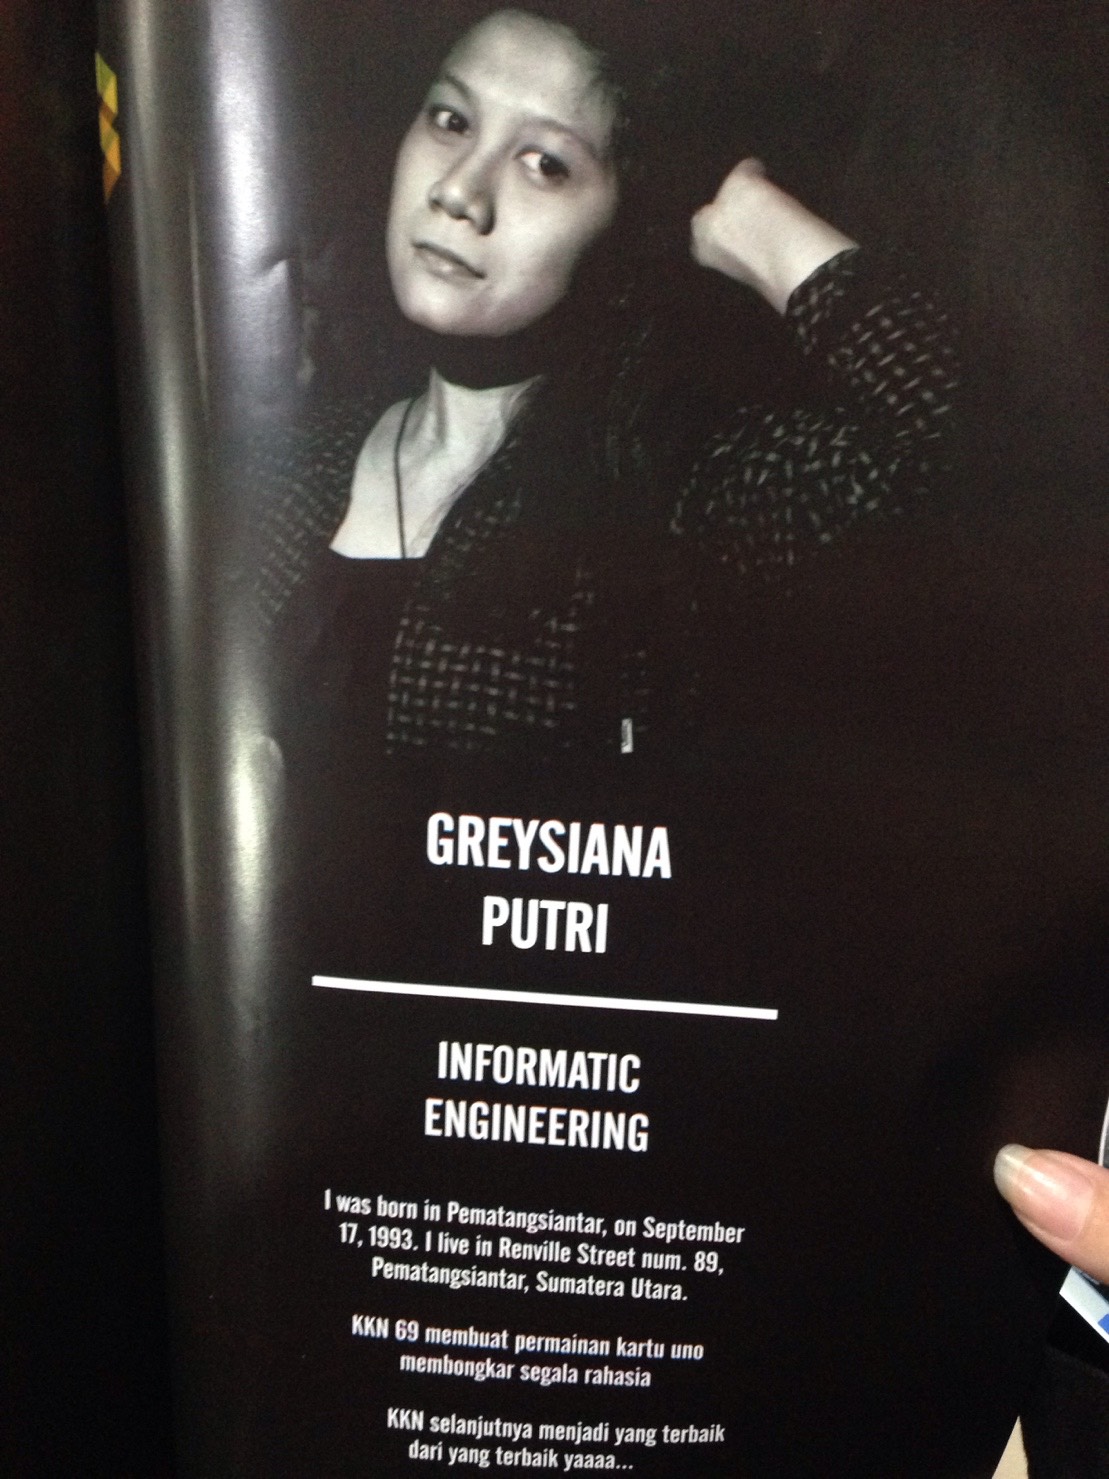 GREYSIANA
PUTRI
INFORMATIC
ENGINEERING
I was born in Pematangsiantar, on September
17, 1993. I live in Renville Street num. 89,
Pematangsiantar, Sumatera Utara.
KKN 69 membuat permainan kartu uno
membongkar segala rahasia
KKN selanjutnya menjadi yang terbaik
dari yang terbaik yaaaa...